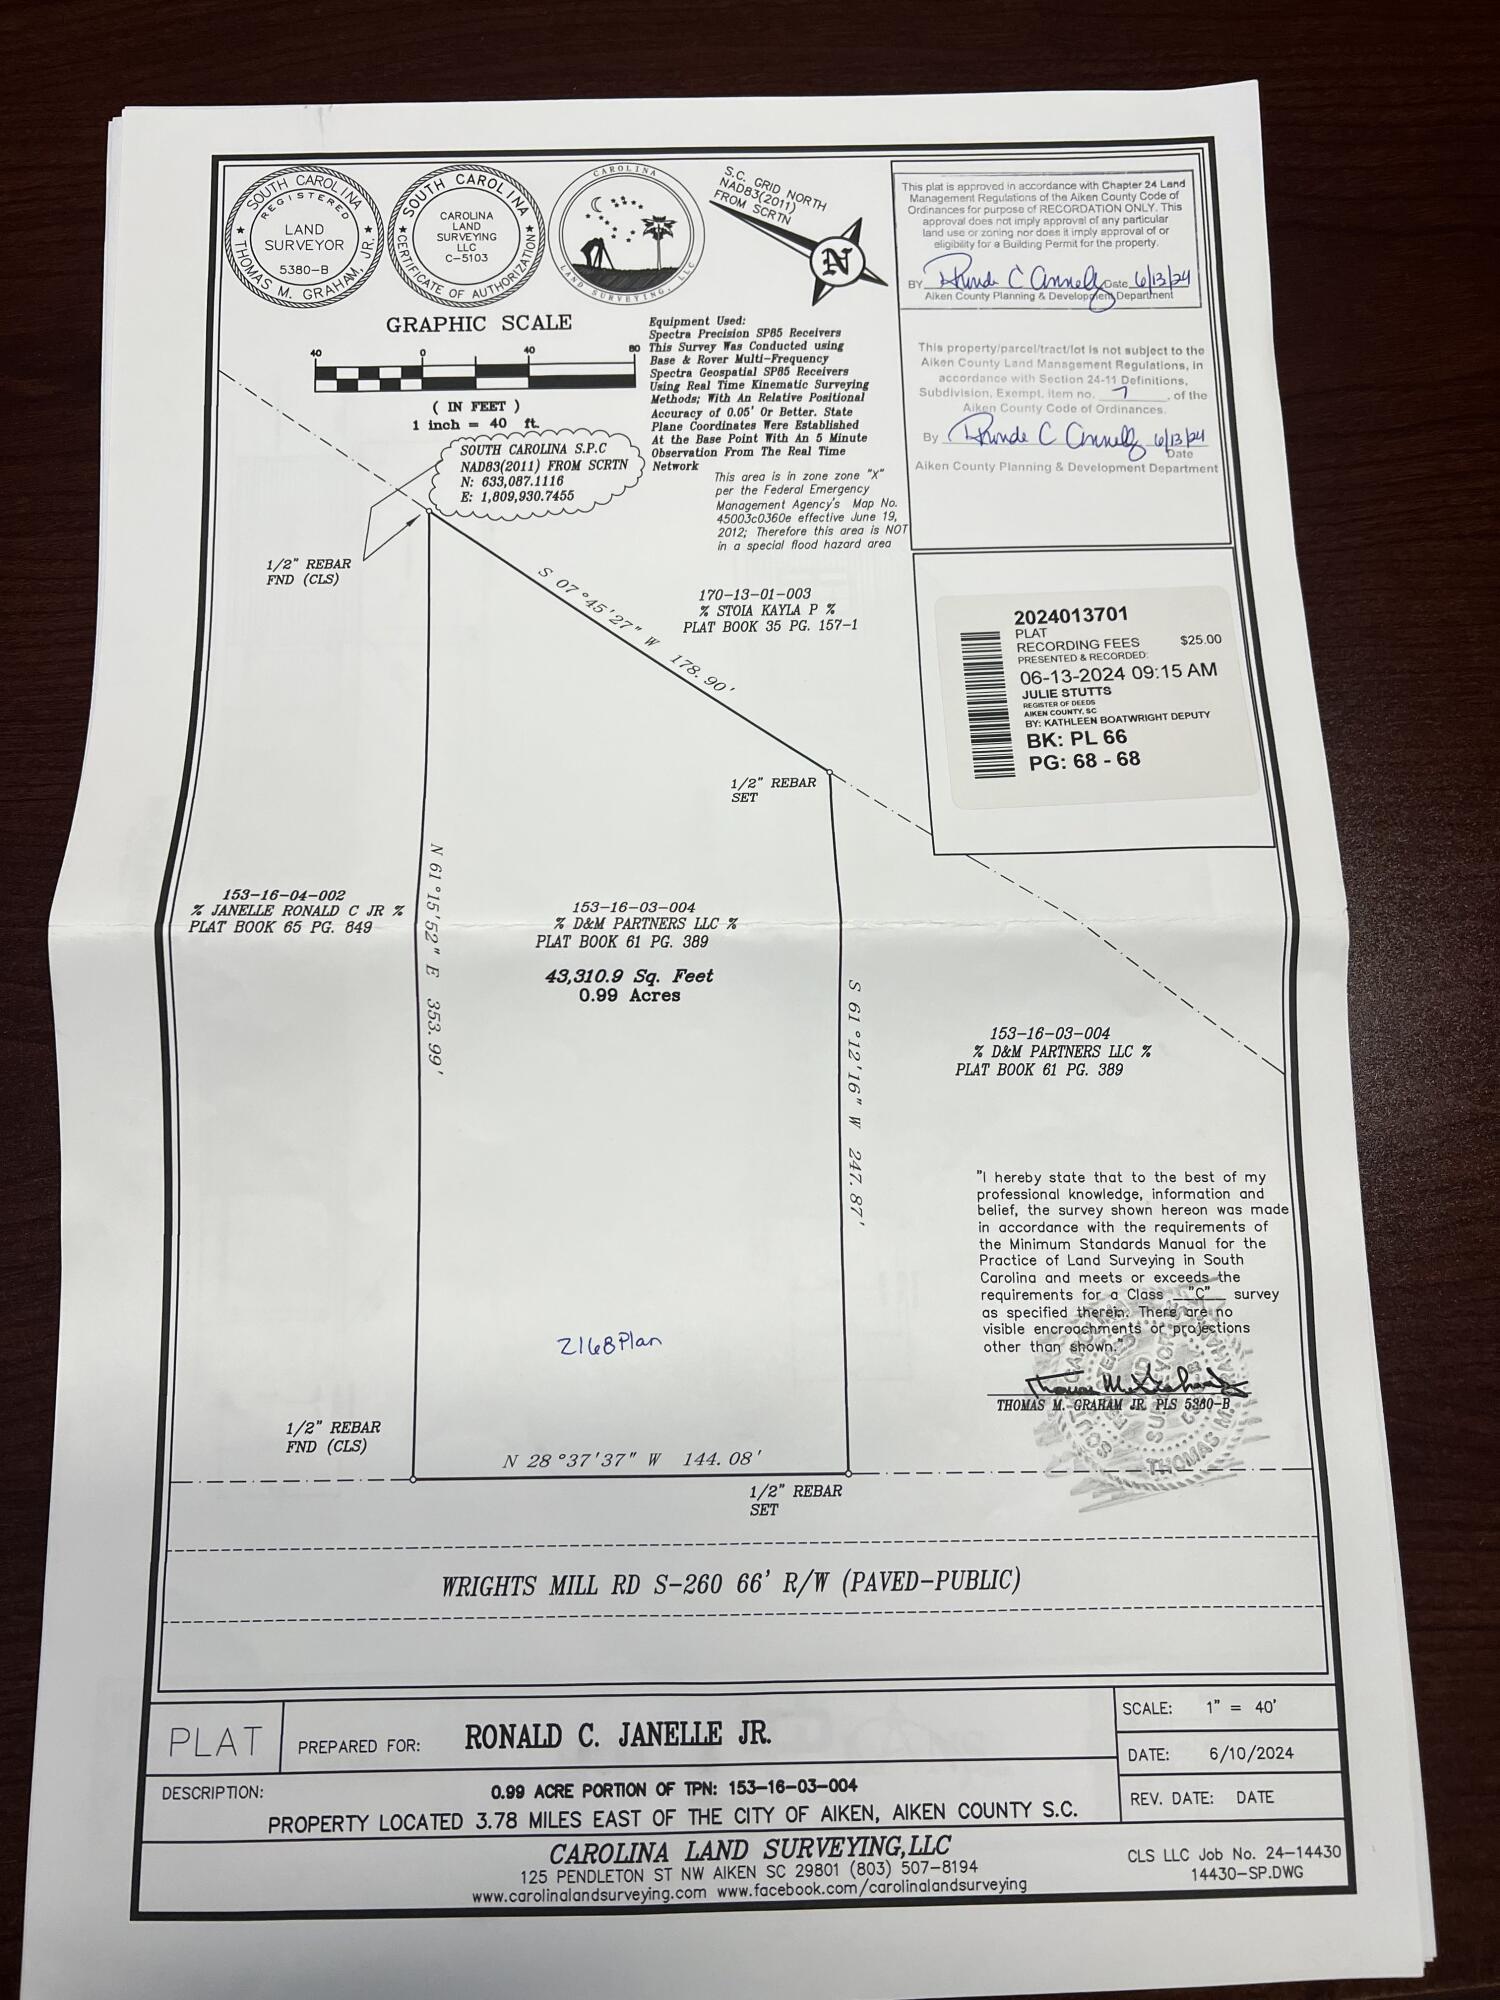 SOUTH CAROLINA
REGISTERED
LAND
SURVEYOR
5380-B
THOMAS M. GRAHAM, JR.
SOUTH CAROLINA
CAROLINA
LAND
SURVEYING
LLC
C-5103
CERTIFICATE OF AUTHORIZATION
CAROLINA
LAND SURVEYING, LLC
S.C. GRID NORTH
NAD83(2011)
FROM SCRTN
N
This plat is approved in accordance with Chapter 24 Land
Management Regulations of the Aiken County Code of
Ordinances for purpose of RECORDATION ONLY. This
approval does not imply approval of any particular
land use or zoning nor does it imply approval of or
eligibility for a Building Permit for the property.
BY Date 6/13/24
Aiken County Planning & Development Department
This property/parcel/tract/lot is not subject to the
Aiken County Land Management Regulations, in
accordance with Section 24-11 Definitions,
Subdivision, Exempt, item no. 7, of the
Aiken County Code of Ordinances.
By 6/13/24
Date
Aiken County Planning & Development Department
GRAPHIC SCALE
40 0 40 80
( IN FEET )
1 inch = 40 ft.
Equipment Used:
Spectra Precision SP85 Receivers
This Survey Was Conducted using
Base & Rover Multi-Frequency
Spectra Geospatial SP85 Receivers
Using Real Time Kinematic Surveying
Methods; With An Relative Positional
Accuracy of 0.05' Or Better. State
Plane Coordinates Were Established
At the Base Point With An 5 Minute
Observation From The Real Time
Network
This area is in zone zone "X"
per the Federal Emergency
Management Agency's Map No.
45003c0360e effective June 19,
2012; Therefore this area is NOT
in a special flood hazard area
SOUTH CAROLINA S.P.C
NAD83(2011) FROM SCRTN
N: 633,087.1116
E: 1,809,930.7455
1/2" REBAR
FND (CLS)
S 07°45'27" W 178.90'
170-13-01-003
% STOIA KAYLA P %
PLAT BOOK 35 PG. 157-1
2024013701
PLAT
RECORDING FEES $25.00
PRESENTED & RECORDED:
06-13-2024 09:15 AM
JULIE STUTTS
REGISTER OF DEEDS
AIKEN COUNTY, SC
BY: KATHLEEN BOATWRIGHT DEPUTY
BK: PL 66
PG: 68 - 68
1/2" REBAR
SET
N 61°15'52" E 353.99'
153-16-04-002
% JANELLE RONALD C JR %
PLAT BOOK 65 PG. 849
153-16-03-004
% D&M PARTNERS LLC %
PLAT BOOK 61 PG. 389
43,310.9 Sq. Feet
0.99 Acres
S 61°12'16" W 247.87'
153-16-03-004
% D&M PARTNERS LLC %
PLAT BOOK 61 PG. 389
"I hereby state that to the best of my
professional knowledge, information and
belief, the survey shown hereon was made
in accordance with the requirements of
the Minimum Standards Manual for the
Practice of Land Surveying in South
Carolina and meets or exceeds the
requirements for a Class "C" survey
as specified therein. There are no
visible encroachments or projections
other than shown."
Thomas M. Graham Jr
THOMAS M. GRAHAM JR. PLS 5380-B
2168 Plan
1/2" REBAR
FND (CLS)
N 28°37'37" W 144.08'
1/2" REBAR
SET
WRIGHTS MILL RD S-260 66' R/W (PAVED-PUBLIC)
PLAT
PREPARED FOR: RONALD C. JANELLE JR.
SCALE: 1" = 40'
DATE: 6/10/2024
REV. DATE: DATE
DESCRIPTION: 0.99 ACRE PORTION OF TPN: 153-16-03-004
PROPERTY LOCATED 3.78 MILES EAST OF THE CITY OF AIKEN, AIKEN COUNTY S.C.
CAROLINA LAND SURVEYING,LLC
125 PENDLETON ST NW AIKEN SC 29801 (803) 507-8194
www.carolinalandsurveying.com www.facebook.com/carolinalandsurveying
CLS LLC Job No. 24-14430
14430-SP.DWG